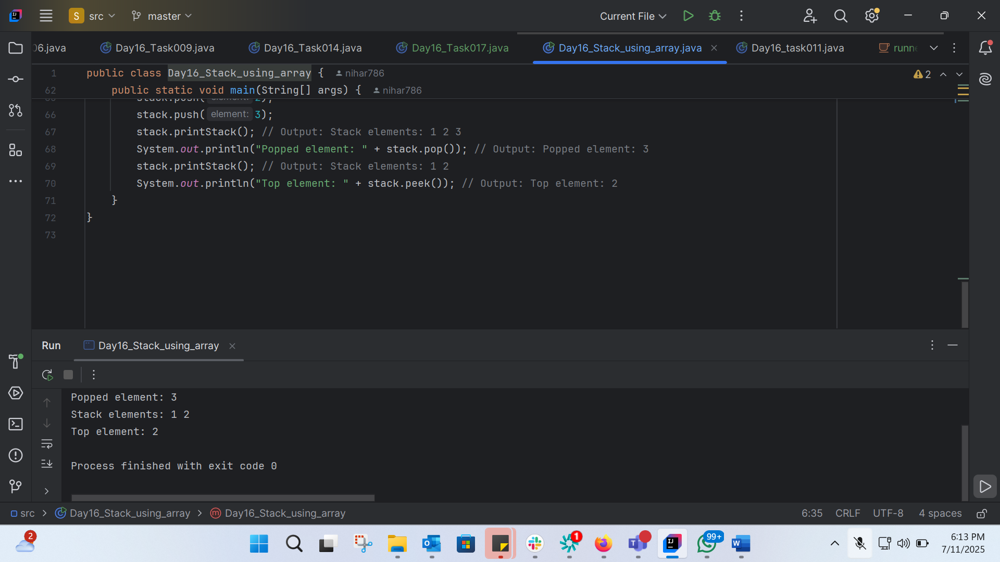 S src master Current File
06.java Day16_Task009.java Day16_Task014.java Day16_Task017.java Day16_Stack_using_array.java Day16_task011.java runne
1 public class Day16_Stack_using_array { nihar786
2
62 public static void main(String[] args) { nihar786
66 stack.push( element: 3);
67 stack.printStack(); // Output: Stack elements: 1 2 3
68 System.out.println("Popped element: " + stack.pop()); // Output: Popped element: 3
69 stack.printStack(); // Output: Stack elements: 1 2
70 System.out.println("Top element: " + stack.peek()); // Output: Top element: 2
71 }
72 }
73
Run Day16_Stack_using_array
Popped element: 3
Stack elements: 1 2
Top element: 2
Process finished with exit code 0
src > Day16_Stack_using_array > m Day16_Stack_using_array 6:35 CRLF UTF-8 4 spaces
2
1
99+
6:13 PM
7/11/2025